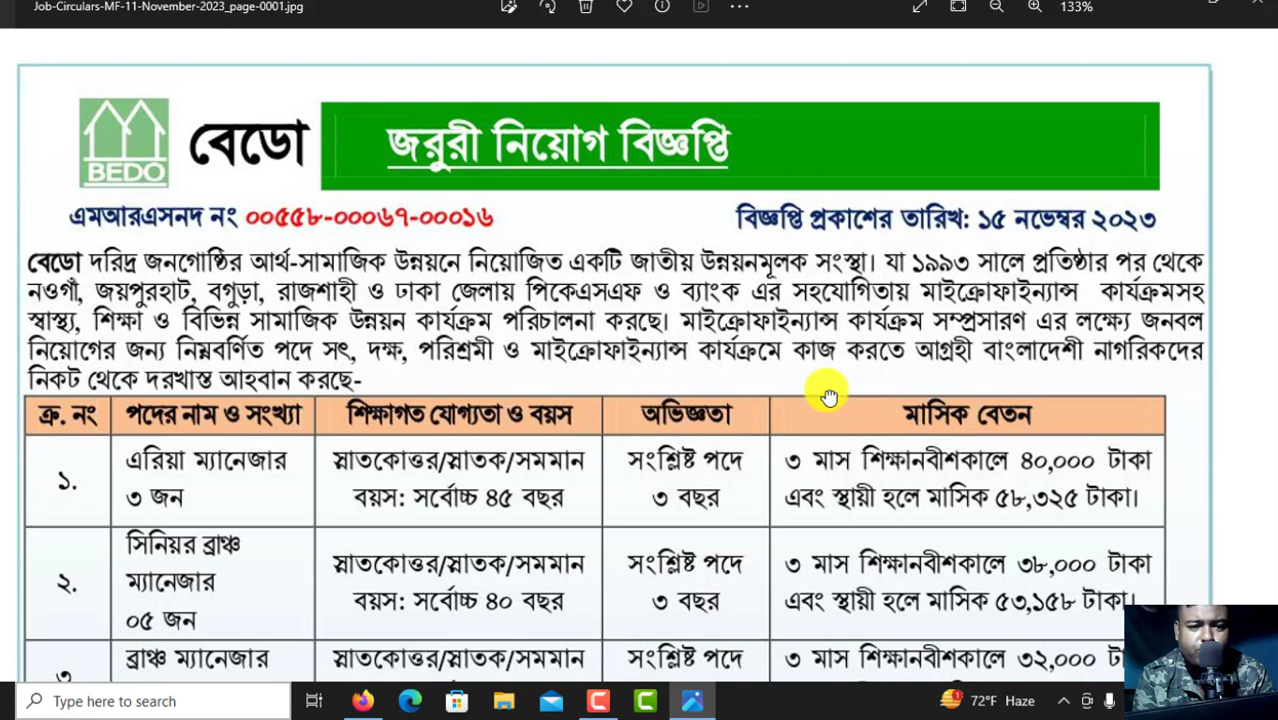 Job-Circulars-MF-11-November-2023_page-0001.jpg
133%
BEDO
বেডো
জরুরী নিয়োগ বিজ্ঞপ্তি
এমআরএসনদ নং ০০৫৫৮-০০০৬৭-০০০১৬
বিজ্ঞপ্তি প্রকাশের তারিখ: ১৫ নভেম্বর ২০২৩
বেডো দরিদ্র জনগোষ্ঠির আর্থ-সামাজিক উন্নয়নে নিয়োজিত একটি জাতীয় উন্নয়নমূলক সংস্থা। যা ১৯৯৩ সালে প্রতিষ্ঠার পর থেকে
নওগাঁ, জয়পুরহাট, বগুড়া, রাজশাহী ও ঢাকা জেলায় পিকেএসএফ ও ব্যাংক এর সহযোগিতায় মাইক্রোফাইন্যান্স কার্যক্রমসহ
স্বাস্থ্য, শিক্ষা ও বিভিন্ন সামাজিক উন্নয়ন কার্যক্রম পরিচালনা করছে। মাইক্রোফাইন্যান্স কার্যক্রম সম্প্রসারণ এর লক্ষ্যে জনবল
নিয়োগের জন্য নিম্নবর্ণিত পদে সৎ, দক্ষ, পরিশ্রমী ও মাইক্রোফাইন্যান্স কার্যক্রমে কাজ করতে আগ্রহী বাংলাদেশী নাগরিকদের
নিকট থেকে দরখাস্ত আহবান করছে-
ক্র. নং পদের নাম ও সংখ্যা শিক্ষাগত যোগ্যতা ও বয়স অভিজ্ঞতা মাসিক বেতন
১.
এরিয়া ম্যানেজার
৩ জন
স্নাতকোত্তর/স্নাতক/সমমান
বয়স: সর্বোচ্চ ৪৫ বছর
সংশ্লিষ্ট পদে
৩ বছর
৩ মাস শিক্ষানবীশকালে ৪০,০০০ টাকা
এবং স্থায়ী হলে মাসিক ৫৮,৩২৫ টাকা।
২.
সিনিয়র ব্রাঞ্চ
ম্যানেজার
০৫ জন
স্নাতকোত্তর/স্নাতক/সমমান
বয়স: সর্বোচ্চ ৪০ বছর
সংশ্লিষ্ট পদে
৩ বছর
৩ মাস শিক্ষানবীশকালে ৩৮,০০০ টাকা
এবং স্থায়ী হলে মাসিক ৫৩,১৫৮ টাকা।
৩
ব্রাঞ্চ ম্যানেজার
স্নাতকোত্তর/স্নাতক/সমমান
সংশ্লিষ্ট পদে
৩ মাস শিক্ষানবীশকালে ৩২,০০০
Type here to search
72°F Haze